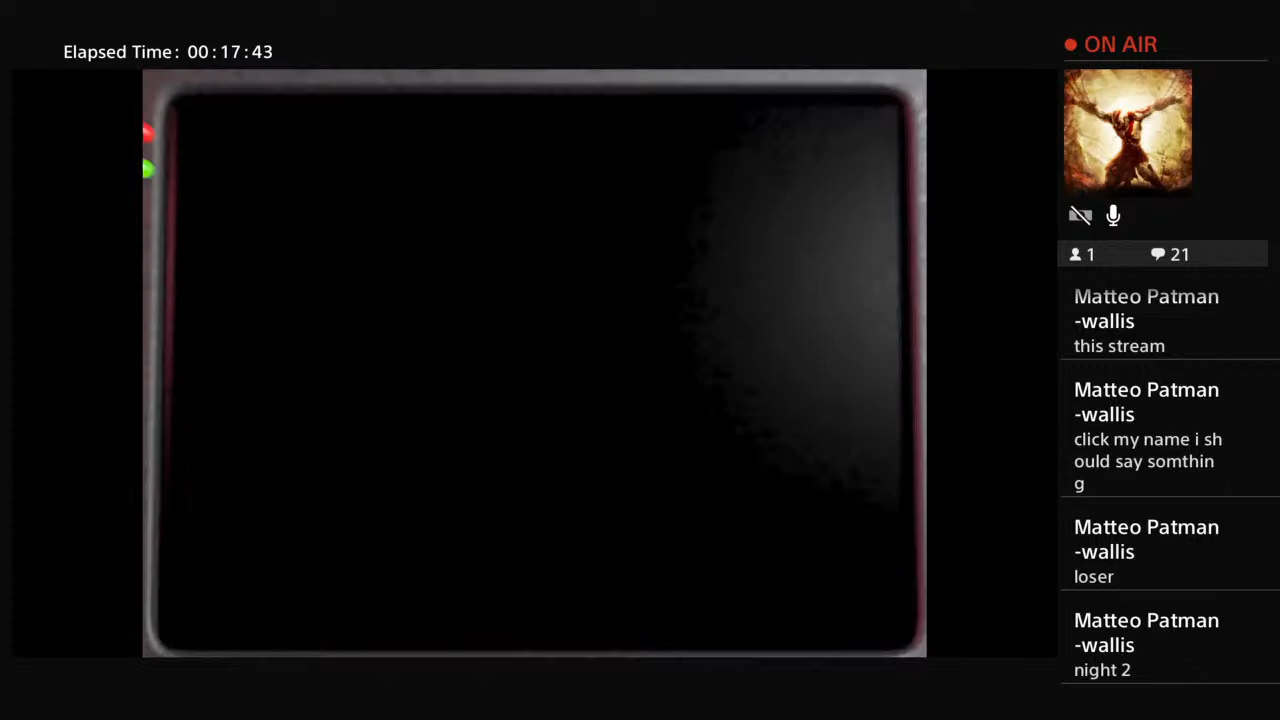 Elapsed Time: 00:17:43
ON AIR
1 21
Matteo Patman
-wallis
this stream
Matteo Patman
-wallis
click my name i sh
ould say somthin
g
Matteo Patman
-wallis
loser
Matteo Patman
-wallis
night 2